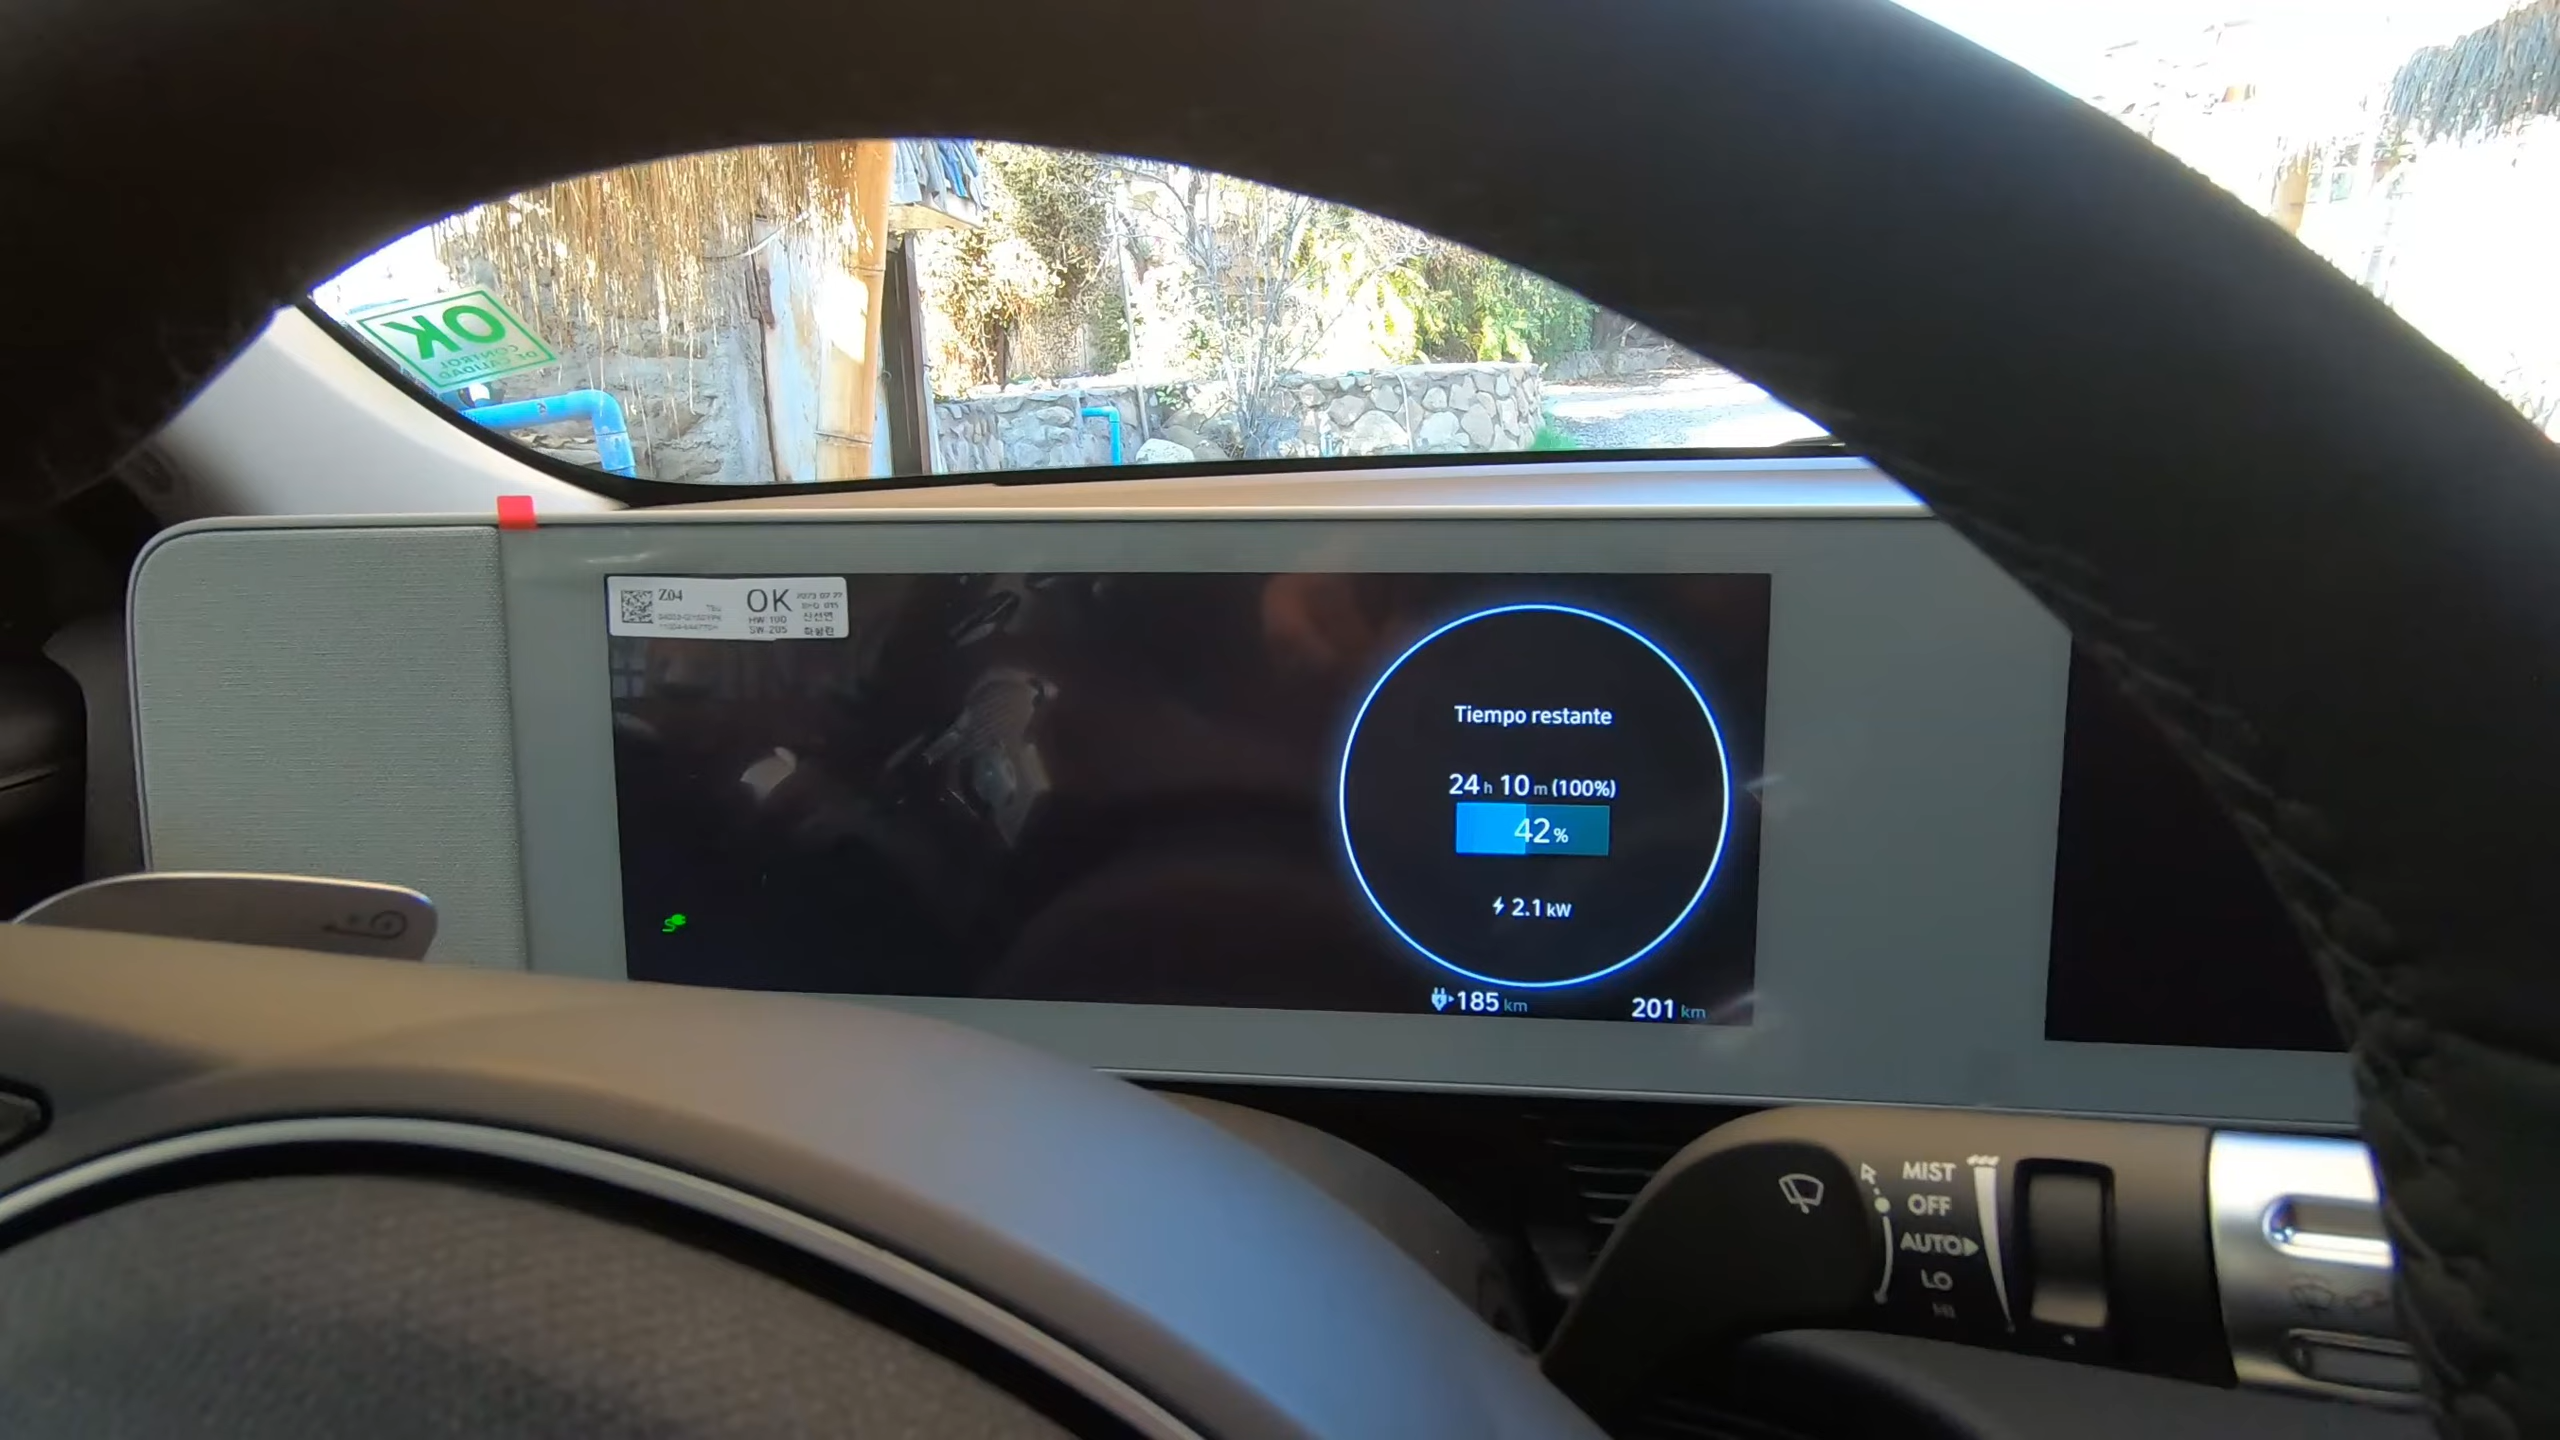 OK
CONTROL
DE CALIDAD
Z04
OK
HW 100
SW 205
Tiempo restante
24 h 10 m (100%)
42 %
2.1 kW
185 km
201 km
MIST
OFF
AUTO
LO
HI